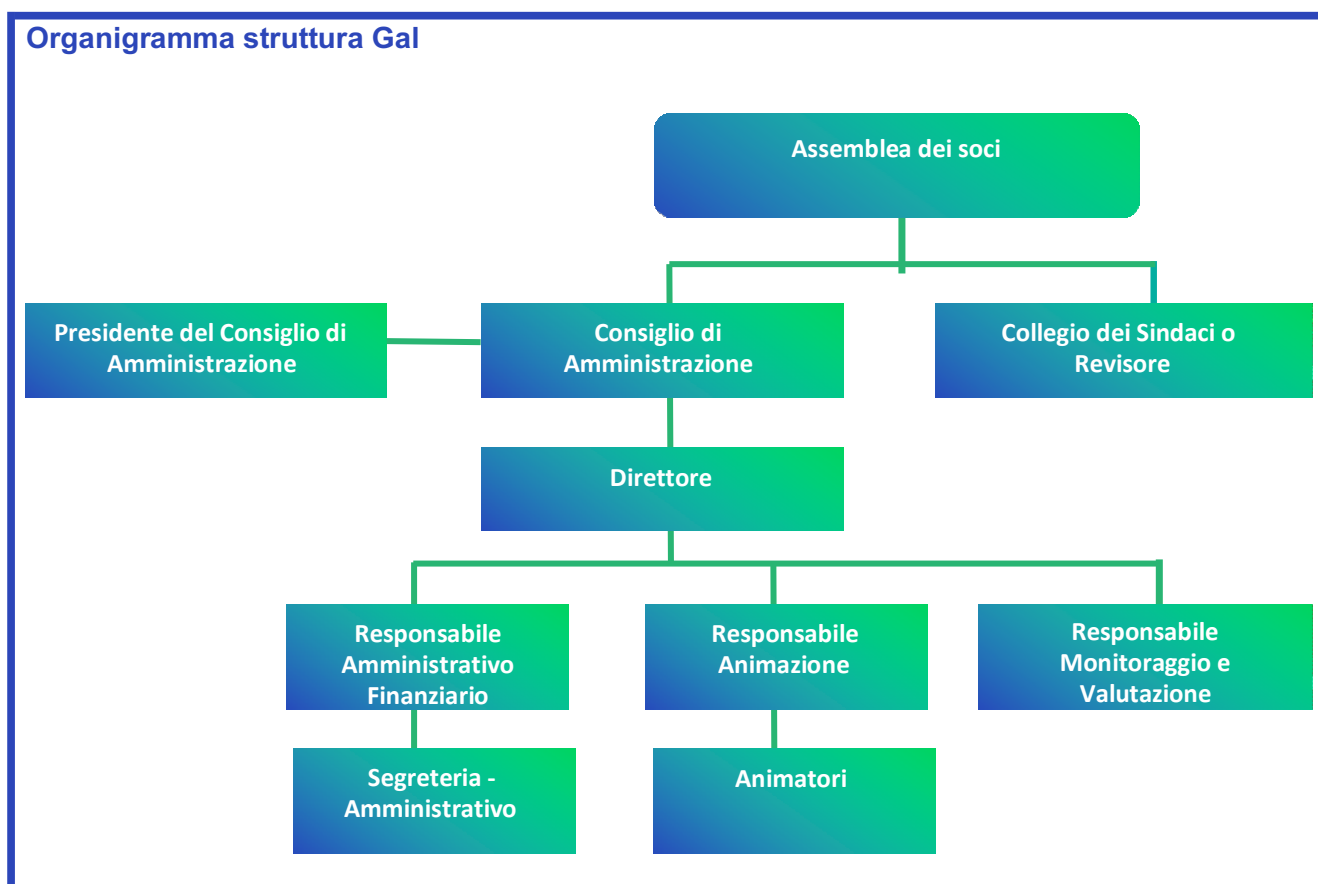 Organigramma struttura Gal
Assemblea dei soci
Presidente del Consiglio di
Amministrazione
Consiglio di
Amministrazione
Collegio dei Sindaci o
Revisore
Direttore
Responsabile
Amministrativo
Finanziario
Responsabile
Animazione
Responsabile
Monitoraggio e
Valutazione
Segreteria -
Amministrativo
Animatori